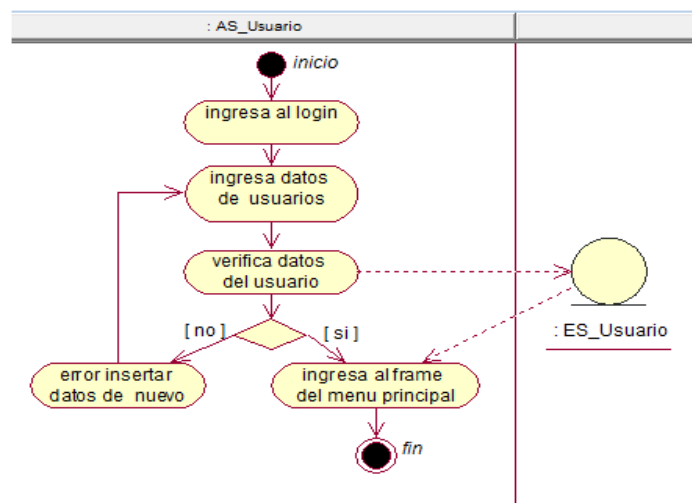 : AS_Usuario
inicio
ingresa al login
ingresa datos
de usuarios
verifica datos
del usuario
[ no ]
[ si ]
: ES_Usuario
error insertar
datos de nuevo
ingresa al frame
del menu principal
fin